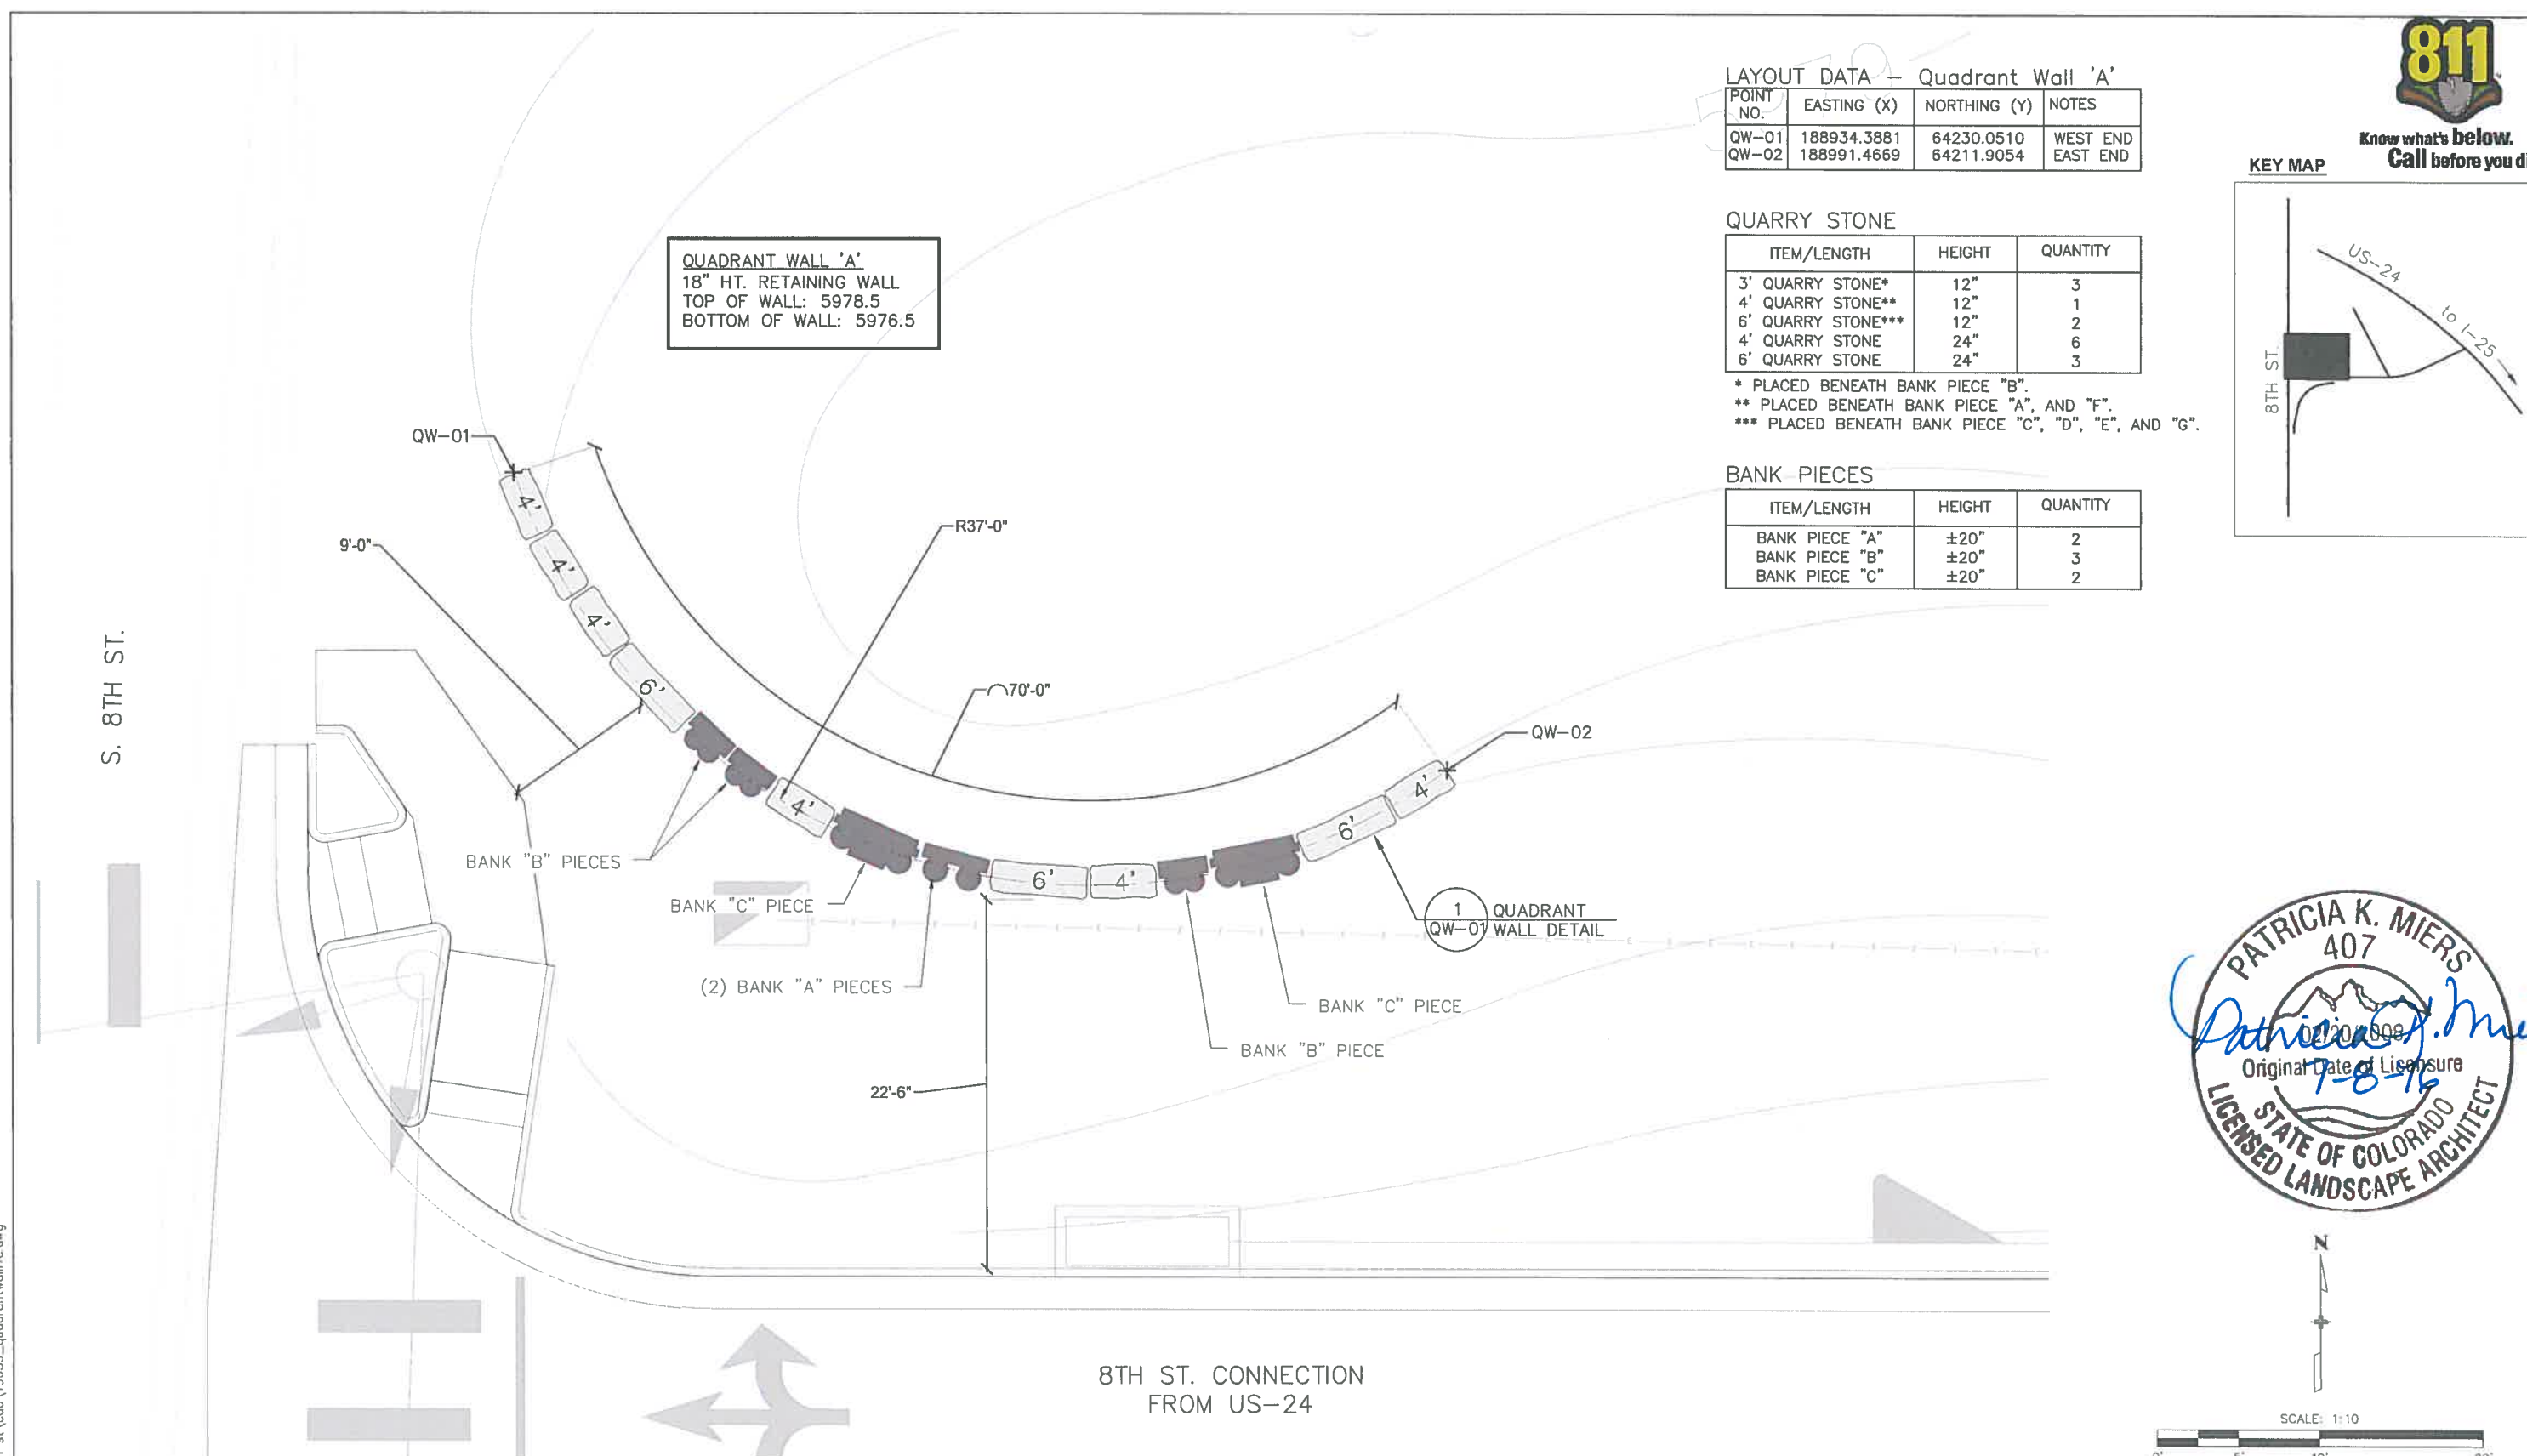 811
Know what's below.
Call before you di
LAYOUT DATA – Quadrant Wall 'A'
POINT NO. EASTING (X) NORTHING (Y) NOTES
QW-01 188934.3881 64230.0510 WEST END
QW-02 188991.4669 64211.9054 EAST END
KEY MAP
US-24
to I-25
8TH ST.
QUARRY STONE
ITEM/LENGTH HEIGHT QUANTITY
3' QUARRY STONE* 12" 3
4' QUARRY STONE** 12" 1
6' QUARRY STONE*** 12" 2
4' QUARRY STONE 24" 6
6' QUARRY STONE 24" 3
* PLACED BENEATH BANK PIECE "B".
** PLACED BENEATH BANK PIECE "A", AND "F".
*** PLACED BENEATH BANK PIECE "C", "D", "E", AND "G".
BANK PIECES
ITEM/LENGTH HEIGHT QUANTITY
BANK PIECE "A" ±20" 2
BANK PIECE "B" ±20" 3
BANK PIECE "C" ±20" 2
QUADRANT WALL 'A'
18" HT. RETAINING WALL
TOP OF WALL: 5978.5
BOTTOM OF WALL: 5976.5
QW-01
4'
4'
4'
6'
9'-0"
R37'-0"
⌒70'-0"
QW-02
4'
6'
4'
6'
4'
S. 8TH ST.
BANK "B" PIECES
BANK "C" PIECE
(2) BANK "A" PIECES
1
QW-01
QUADRANT
WALL DETAIL
BANK "C" PIECE
BANK "B" PIECE
22'-6"
8TH ST. CONNECTION
FROM US-24
PATRICIA K. MIERS
407
02/20/2008
Original Date of Licensure
7-8-16
STATE OF COLORADO
LICENSED LANDSCAPE ARCHITECT
N
SCALE: 1:10